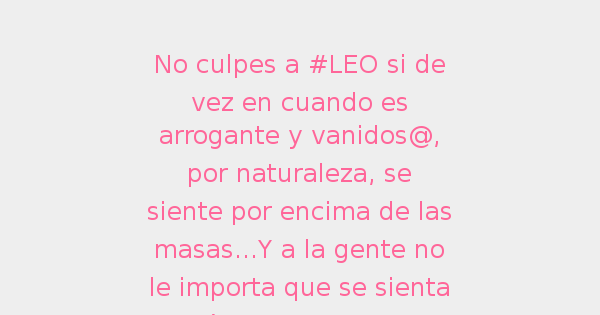 No culpes a #LEO si de
vez en cuando es
arrogante y vanidos@,
por naturaleza, se
siente por encima de las
masas...Y a la gente no
le importa que se sienta